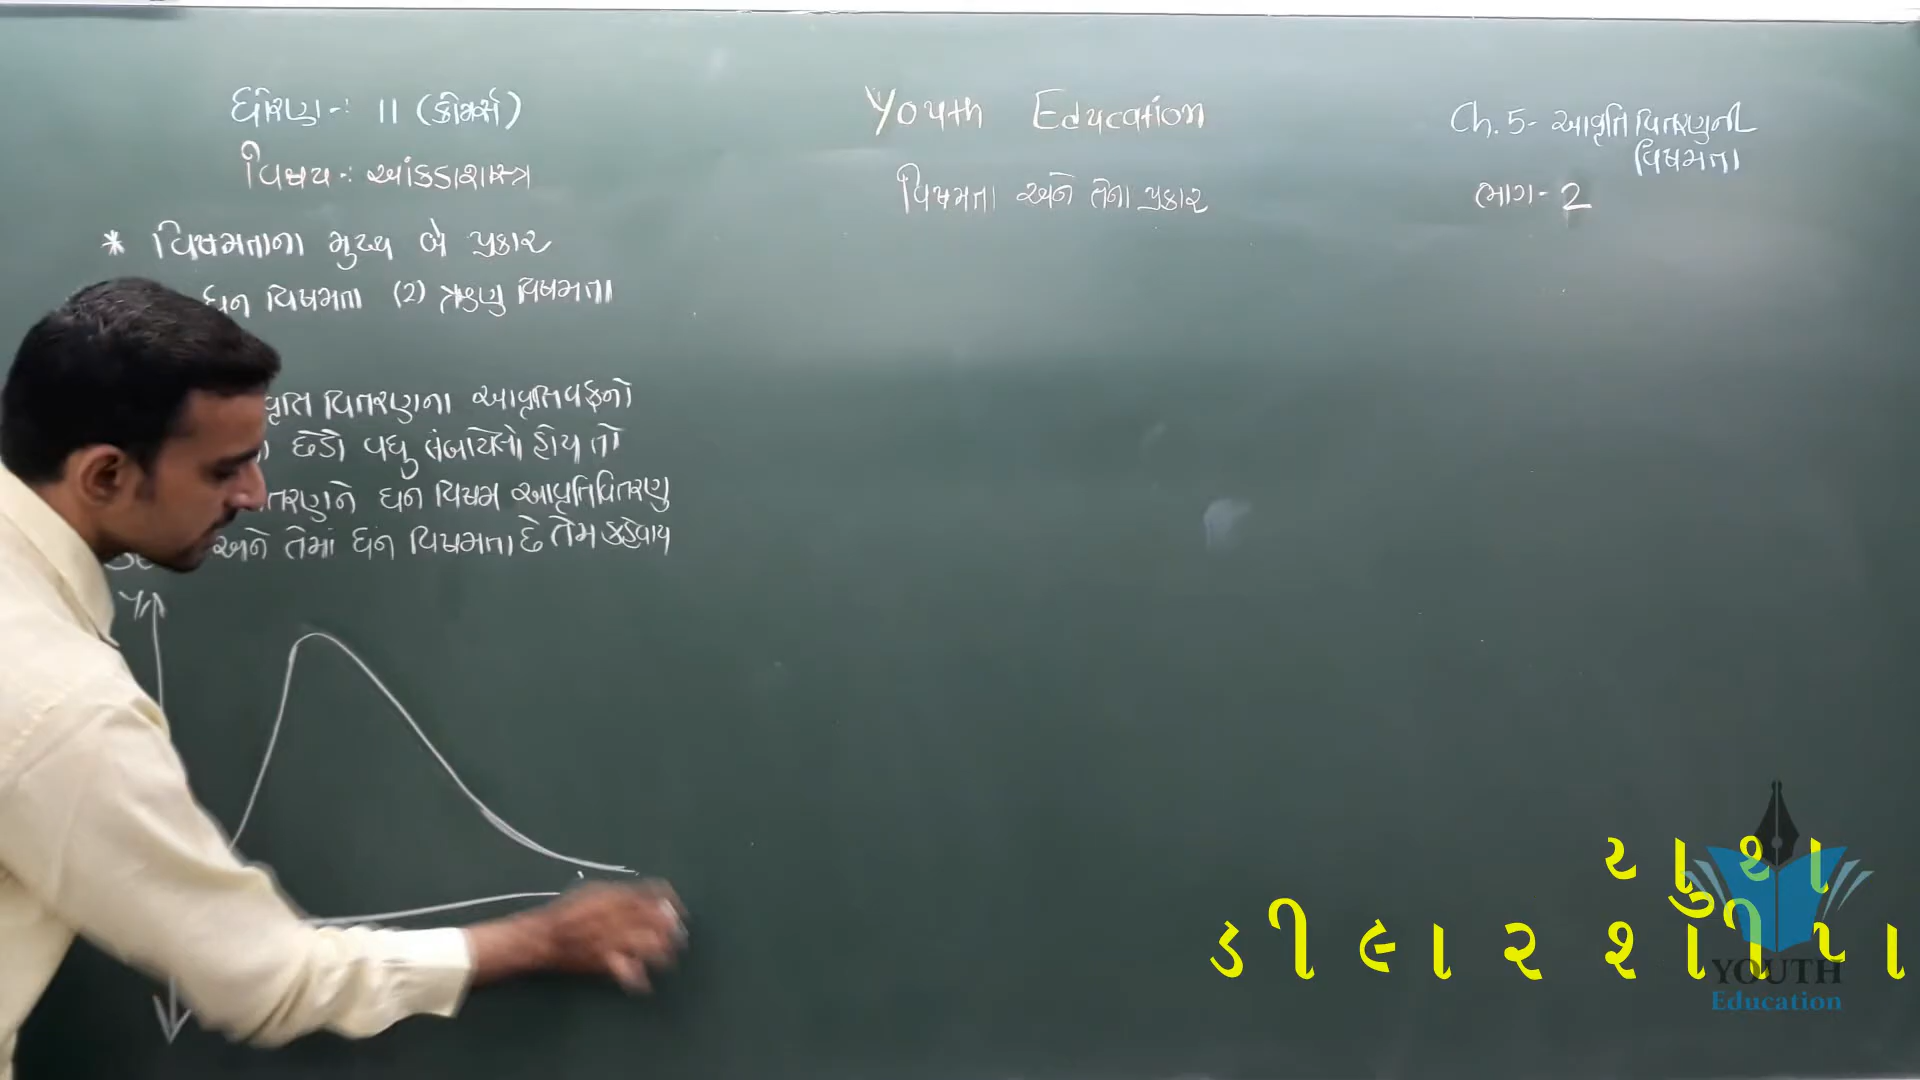 ધોરણ-: 11 (કોમર્સ)
વિષય-: આંકડાશાસ્ત્ર
Youth Education
વિષમતા અને તેના પ્રકાર
Ch. 5- આવૃત્તિ વિતરણની
વિષમતા
ભાગ- 2
* વિષમતાના મુખ્ય બે પ્રકાર
ધન વિષમતા (2) ઋણ વિષમતા
વિતરણના આવૃત્તિવક્રનો
છેડો વધુ લંબાયેલો હોય તો
ધન વિષમ આવૃત્તિવિતરણ
અને તેમાં ધન વિષમતા છે તેમ કહેવાય
Y
YOUTH
Education